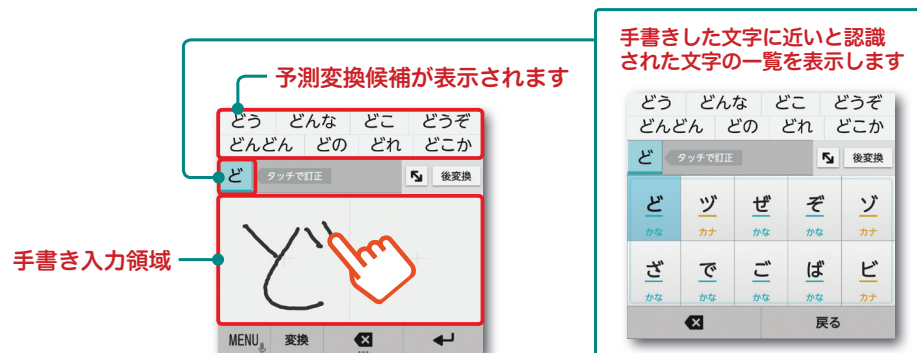 予測変換候補が表示されます
どう どんな どこ どうぞ
どんどん どの どれ どこか
ど タッチで訂正 後変換
手書き入力領域
ど
MENU 変換
手書きした文字に近いと認識
された文字の一覧を表示します
どう どんな どこ どうぞ
どんどん どの どれ どこか
ど タッチで訂正 後変換
ど ヅ ぜ ぞ ゾ
かな カナ かな かな カナ
ざ で ご ば ビ
かな かな かな かな カナ
戻る